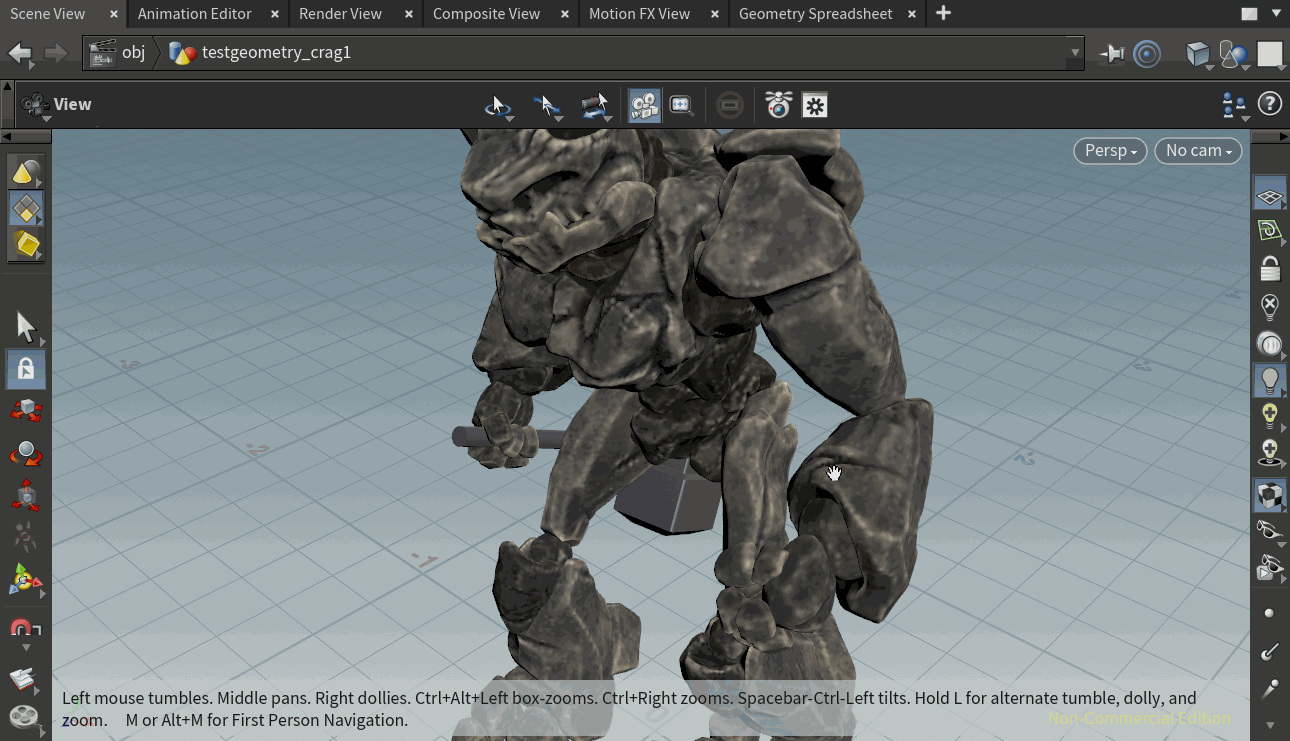 Scene View × Animation Editor × Render View × Composite View × Motion FX View × Geometry Spreadsheet × +
obj testgeometry_crag1
View ?
Persp No cam
Left mouse tumbles. Middle pans. Right dollies. Ctrl+Alt+Left box-zooms. Ctrl+Right zooms. Spacebar-Ctrl-Left tilts. Hold L for alternate tumble, dolly, and
zoom. M or Alt+M for First Person Navigation.
Non-Commercial Edition